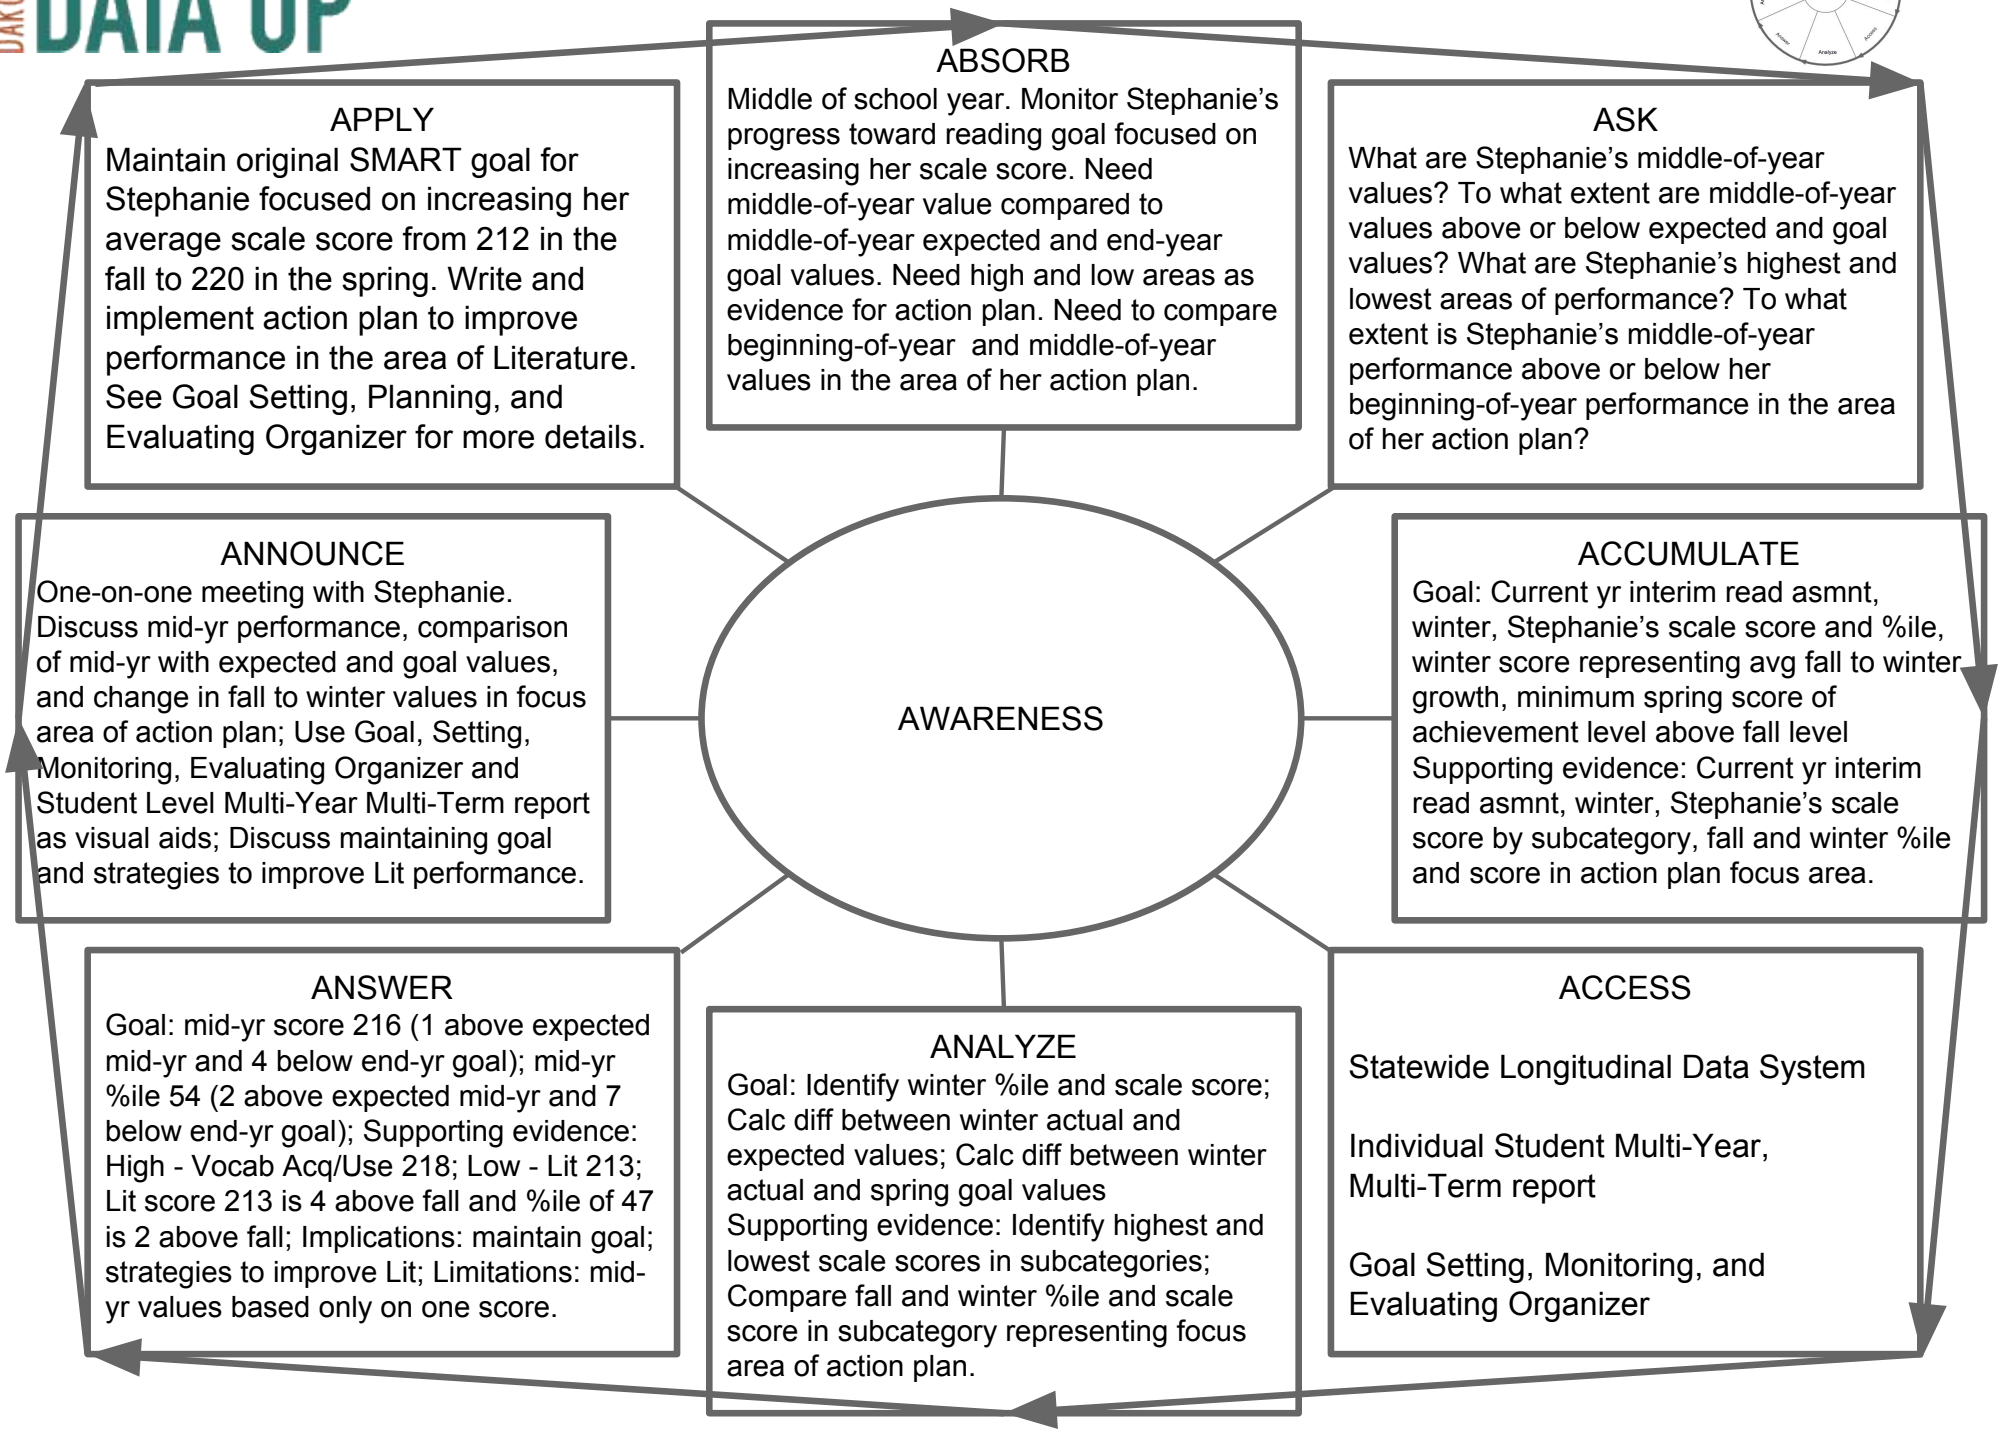 DATA UP
ABSORB
Middle of school year. Monitor Stephanie’s
progress toward reading goal focused on
increasing her scale score. Need
middle-of-year value compared to
middle-of-year expected and end-year
goal values. Need high and low areas as
evidence for action plan. Need to compare
beginning-of-year and middle-of-year
values in the area of her action plan.
Answer
Analyze
Access
APPLY
Maintain original SMART goal for
Stephanie focused on increasing her
average scale score from 212 in the
fall to 220 in the spring. Write and
implement action plan to improve
performance in the area of Literature.
See Goal Setting, Planning, and
Evaluating Organizer for more details.
ASK
What are Stephanie’s middle-of-year
values? To what extent are middle-of-year
values above or below expected and goal
values? What are Stephanie’s highest and
lowest areas of performance? To what
extent is Stephanie’s middle-of-year
performance above or below her
beginning-of-year performance in the area
of her action plan?
ANNOUNCE
One-on-one meeting with Stephanie.
Discuss mid-yr performance, comparison
of mid-yr with expected and goal values,
and change in fall to winter values in focus
area of action plan; Use Goal, Setting,
Monitoring, Evaluating Organizer and
Student Level Multi-Year Multi-Term report
as visual aids; Discuss maintaining goal
and strategies to improve Lit performance.
AWARENESS
ACCUMULATE
Goal: Current yr interim read asmnt,
winter, Stephanie’s scale score and %ile,
winter score representing avg fall to winter
growth, minimum spring score of
achievement level above fall level
Supporting evidence: Current yr interim
read asmnt, winter, Stephanie’s scale
score by subcategory, fall and winter %ile
and score in action plan focus area.
ANSWER
Goal: mid-yr score 216 (1 above expected
mid-yr and 4 below end-yr goal); mid-yr
%ile 54 (2 above expected mid-yr and 7
below end-yr goal); Supporting evidence:
High - Vocab Acq/Use 218; Low - Lit 213;
Lit score 213 is 4 above fall and %ile of 47
is 2 above fall; Implications: maintain goal;
strategies to improve Lit; Limitations: mid-
yr values based only on one score.
ANALYZE
Goal: Identify winter %ile and scale score;
Calc diff between winter actual and
expected values; Calc diff between winter
actual and spring goal values
Supporting evidence: Identify highest and
lowest scale scores in subcategories;
Compare fall and winter %ile and scale
score in subcategory representing focus
area of action plan.
ACCESS
Statewide Longitudinal Data System
Individual Student Multi-Year,
Multi-Term report
Goal Setting, Monitoring, and
Evaluating Organizer